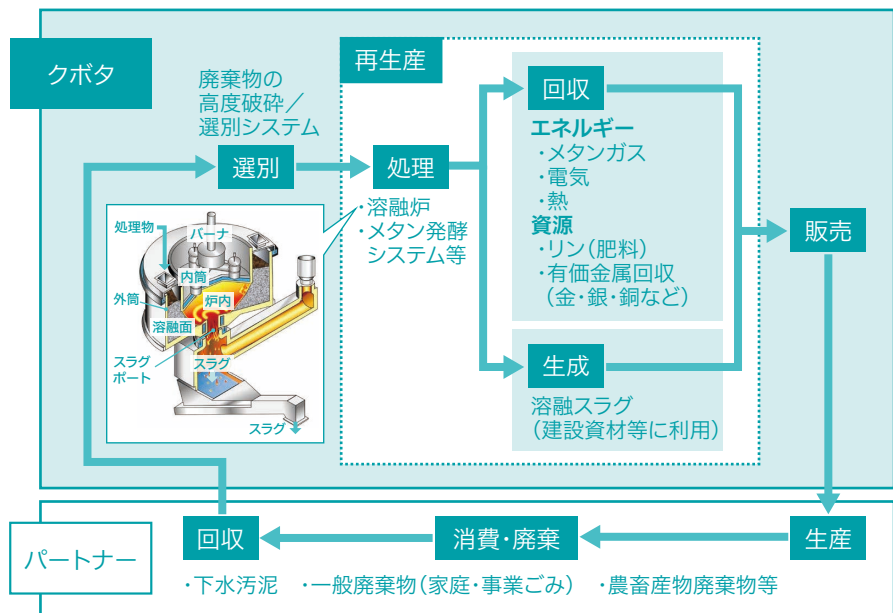 クボタ
廃棄物の
高度破砕／
選別システム
選別
再生産
処理
・溶融炉
・メタン発酵
システム等
回収
エネルギー
・メタンガス
・電気
・熱
資源
・リン（肥料）
・有価金属回収
（金・銀・銅など）
生成
溶融スラグ
（建設資材等に利用）
販売
処理物
バーナ
内筒
外筒
炉内
溶融面
スラグ
ポート
スラグ
スラグ
パートナー
回収
消費・廃棄
生産
・下水汚泥 ・一般廃棄物（家庭・事業ごみ） ・農畜産物廃棄物等